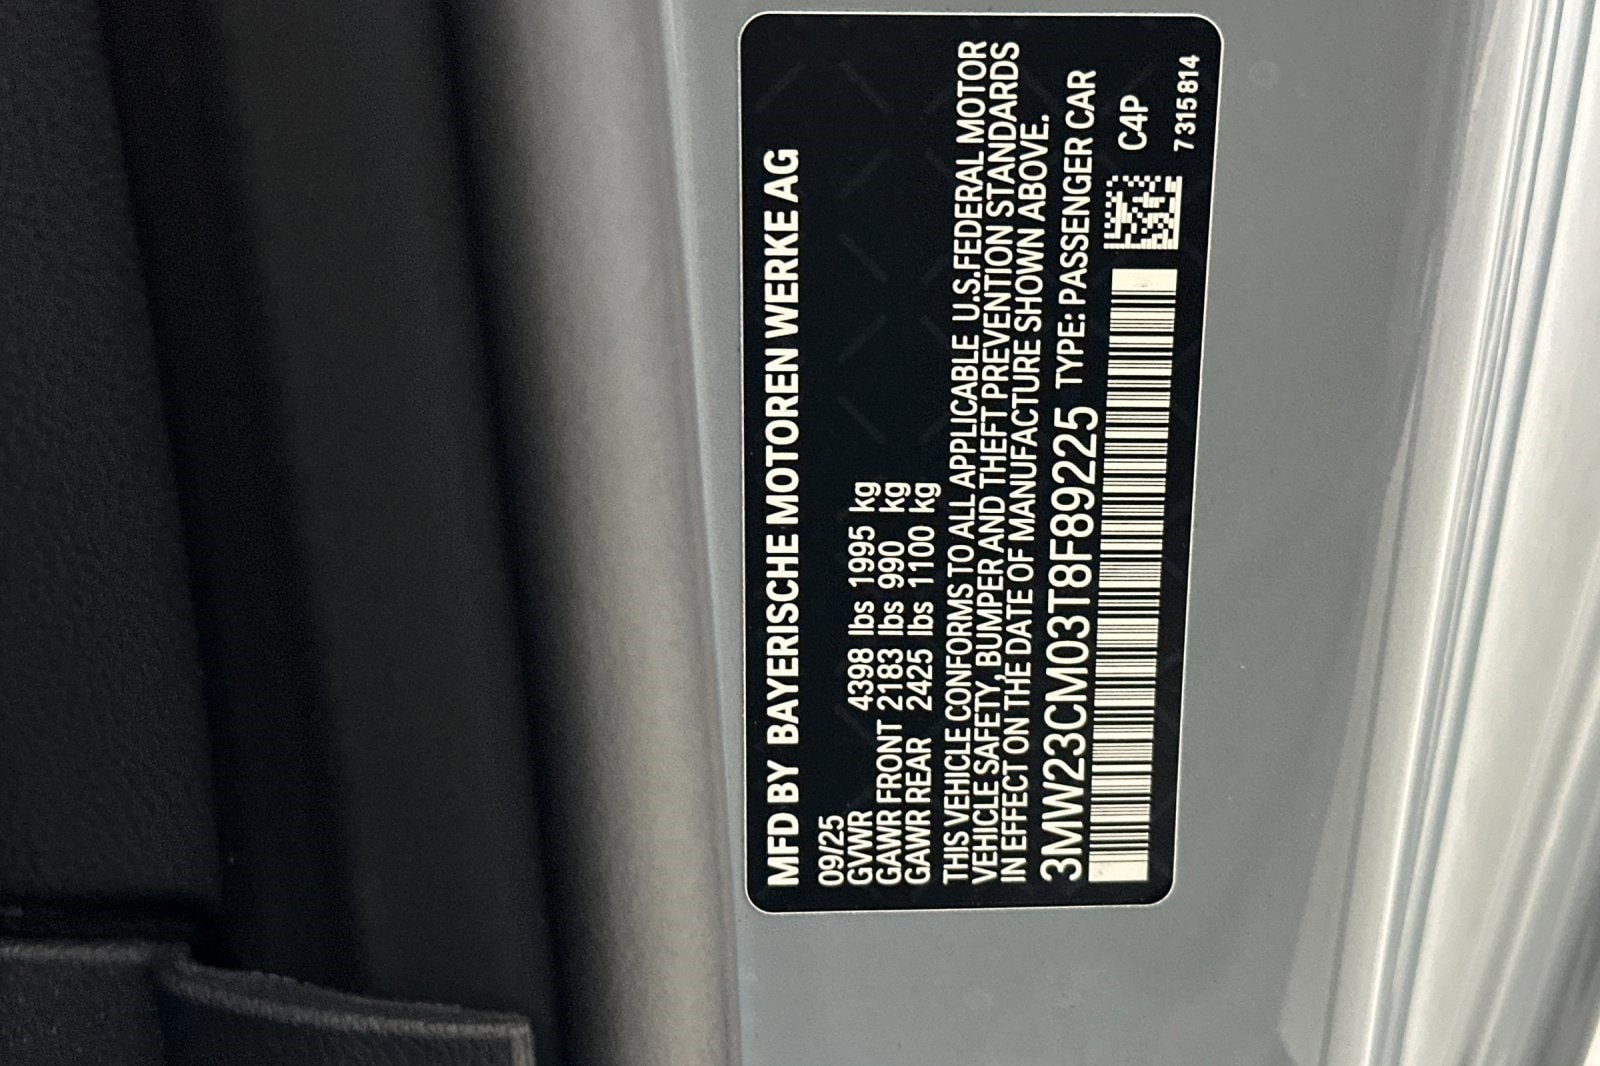 MFD BY BAYERISCHE MOTOREN WERKE AG
09/25
GVWR 4398 lbs 1995 kg
GAWR FRONT 2183 lbs 990 kg
GAWR REAR 2425 lbs 1100 kg
THIS VEHICLE CONFORMS TO ALL APPLICABLE U.S.FEDERAL MOTOR
VEHICLE SAFETY, BUMPER AND THEFT PREVENTION STANDARDS
IN EFFECT ON THE DATE OF MANUFACTURE SHOWN ABOVE.
3MW23CM03T8F89225 TYPE: PASSENGER CAR
C4P
7 315 814